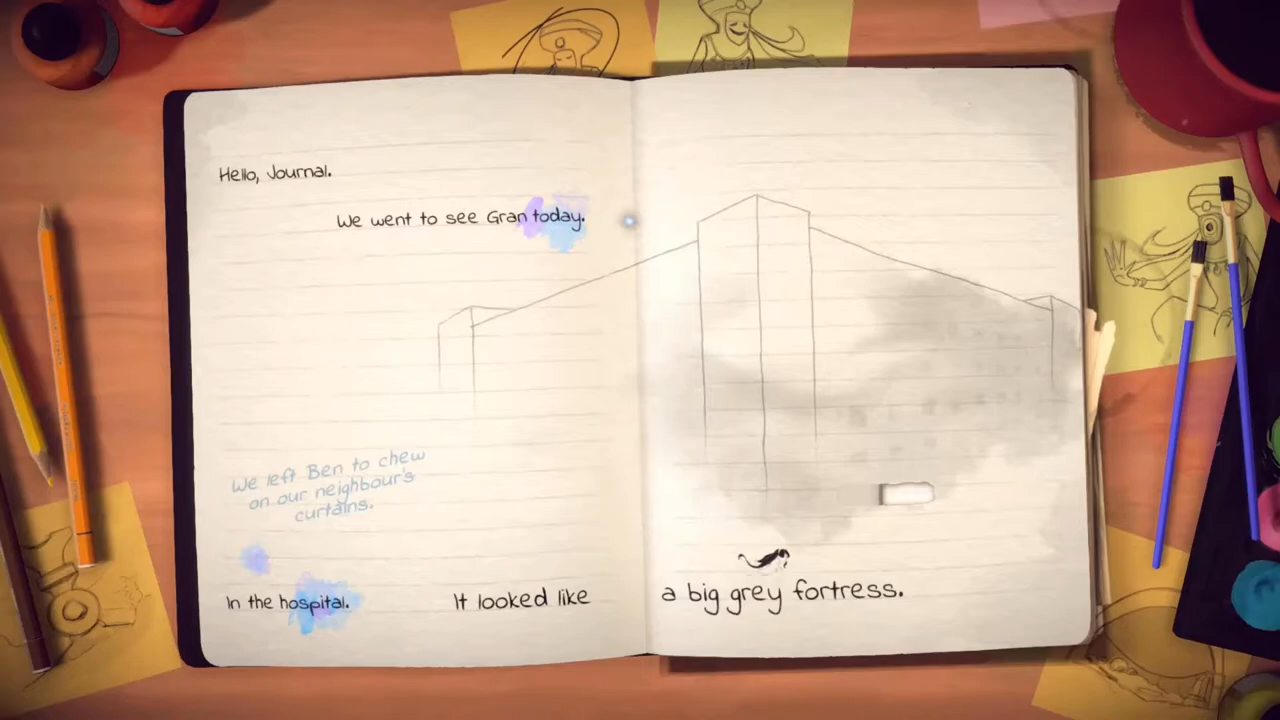 Hello, Journal.
We went to see Gran today.
We left Ben to chew
on our neighbour's
curtains.
In the hospital.
It looked like
a big grey fortress.